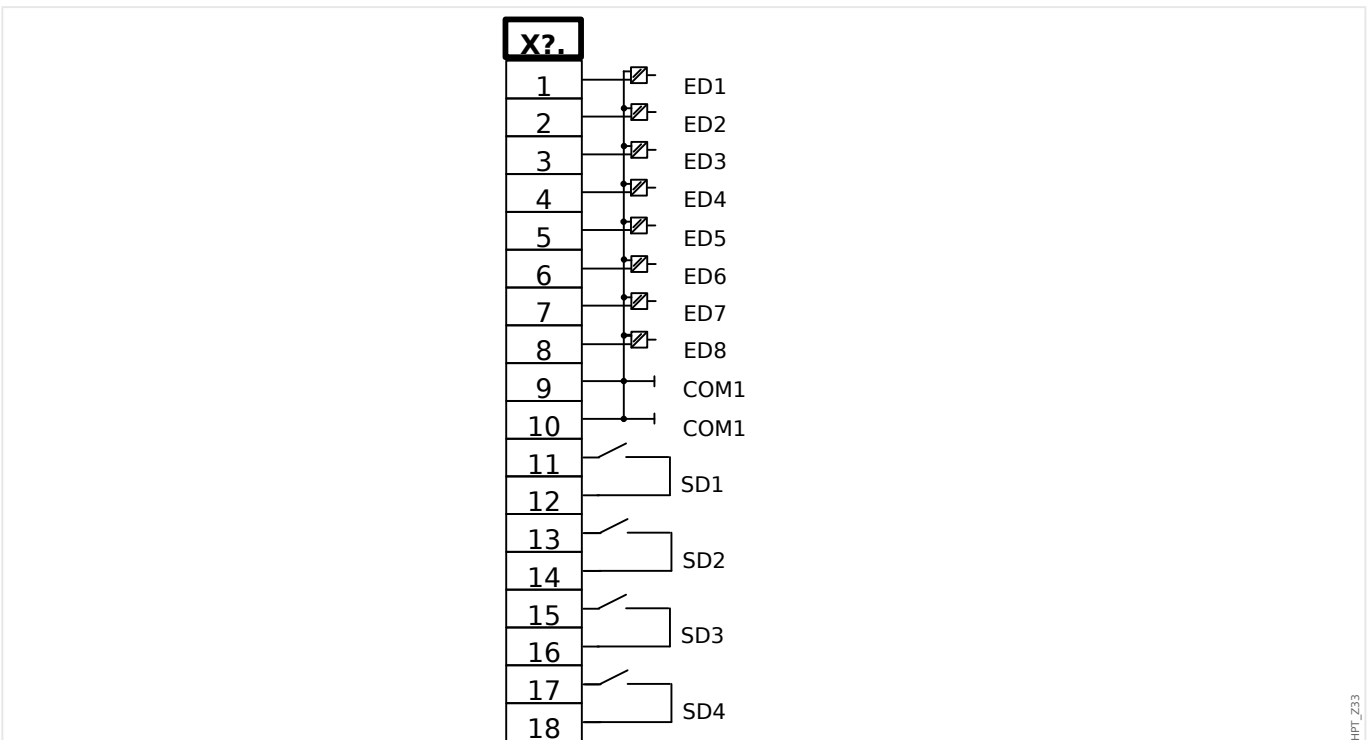 X?.
1 ED1
2 ED2
3 ED3
4 ED4
5 ED5
6 ED6
7 ED7
8 ED8
9 COM1
10 COM1
11
SD1
12
13
SD2
14
15
SD3
16
17
SD4
18
HPT_Z33